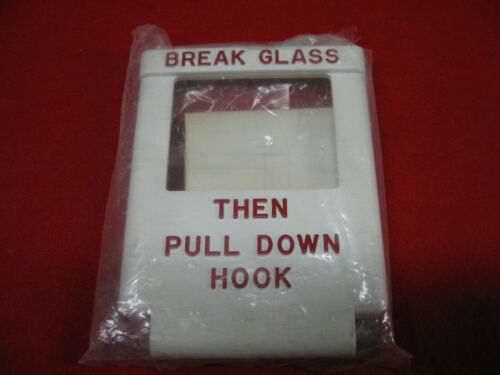 BREAK GLASS
THEN
PULL DOWN
HOOK